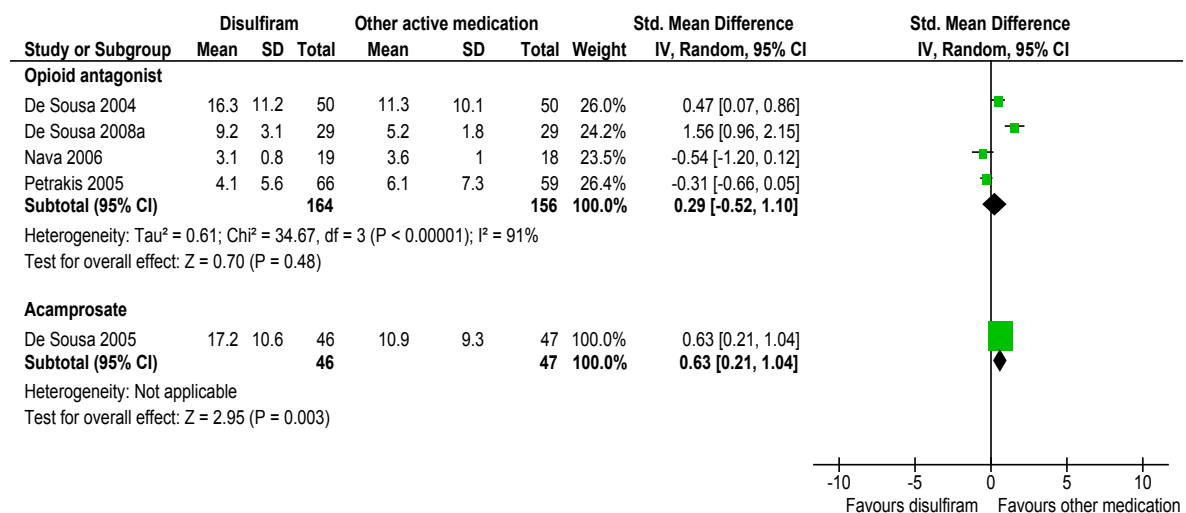 Disulfiram Other active medication Std. Mean Difference Std. Mean Difference
Study or Subgroup Mean SD Total Mean SD Total Weight IV, Random, 95% CI IV, Random, 95% CI
Opioid antagonist
De Sousa 2004 16.3 11.2 50 11.3 10.1 50 26.0% 0.47 [0.07, 0.86]
De Sousa 2008a 9.2 3.1 29 5.2 1.8 29 24.2% 1.56 [0.96, 2.15]
Nava 2006 3.1 0.8 19 3.6 1 18 23.5% -0.54 [-1.20, 0.12]
Petrakis 2005 4.1 5.6 66 6.1 7.3 59 26.4% -0.31 [-0.66, 0.05]
Subtotal (95% CI) 164 156 100.0% 0.29 [-0.52, 1.10]
Heterogeneity: Tau² = 0.61; Chi² = 34.67, df = 3 (P < 0.00001); I² = 91%
Test for overall effect: Z = 0.70 (P = 0.48)
Acamprosate
De Sousa 2005 17.2 10.6 46 10.9 9.3 47 100.0% 0.63 [0.21, 1.04]
Subtotal (95% CI) 46 47 100.0% 0.63 [0.21, 1.04]
Heterogeneity: Not applicable
Test for overall effect: Z = 2.95 (P = 0.003)
-10 -5 0 5 10
Favours disulfiram Favours other medication